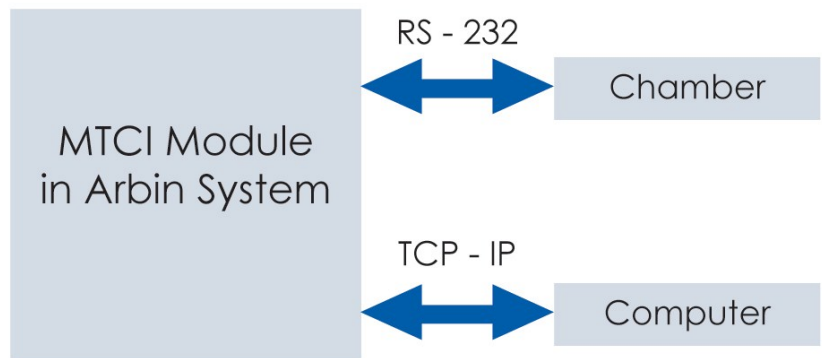 RS - 232
Chamber
MTCI Module
in Arbin System
TCP - IP
Computer